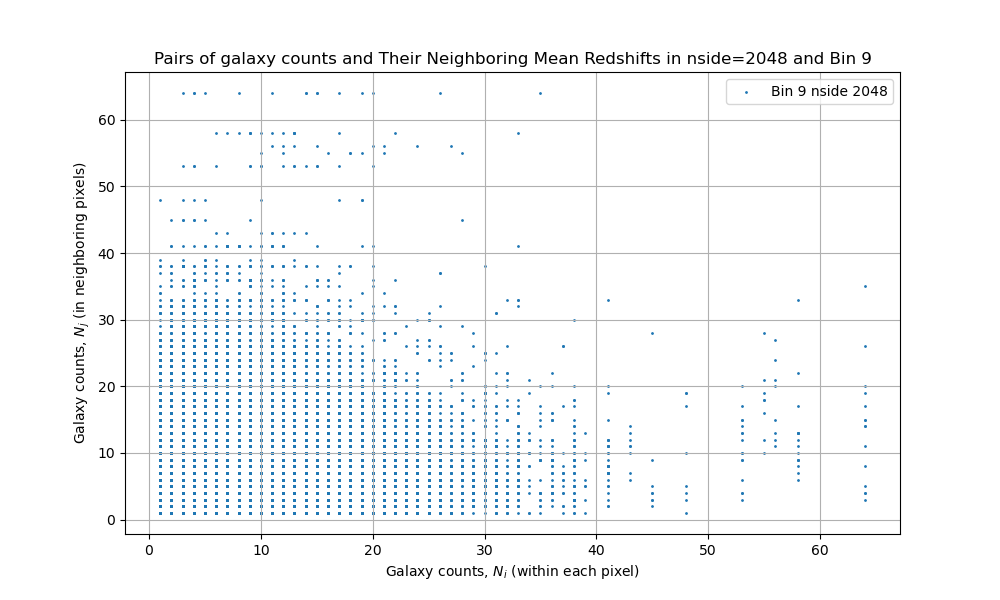 Pairs of galaxy counts and Their Neighboring Mean Redshifts in nside=2048 and Bin 9
Bin 9 nside 2048
60
50
40
30
20
10
0
Galaxy counts, Nj (in neighboring pixels)
0 10 20 30 40 50 60
Galaxy counts, Ni (within each pixel)